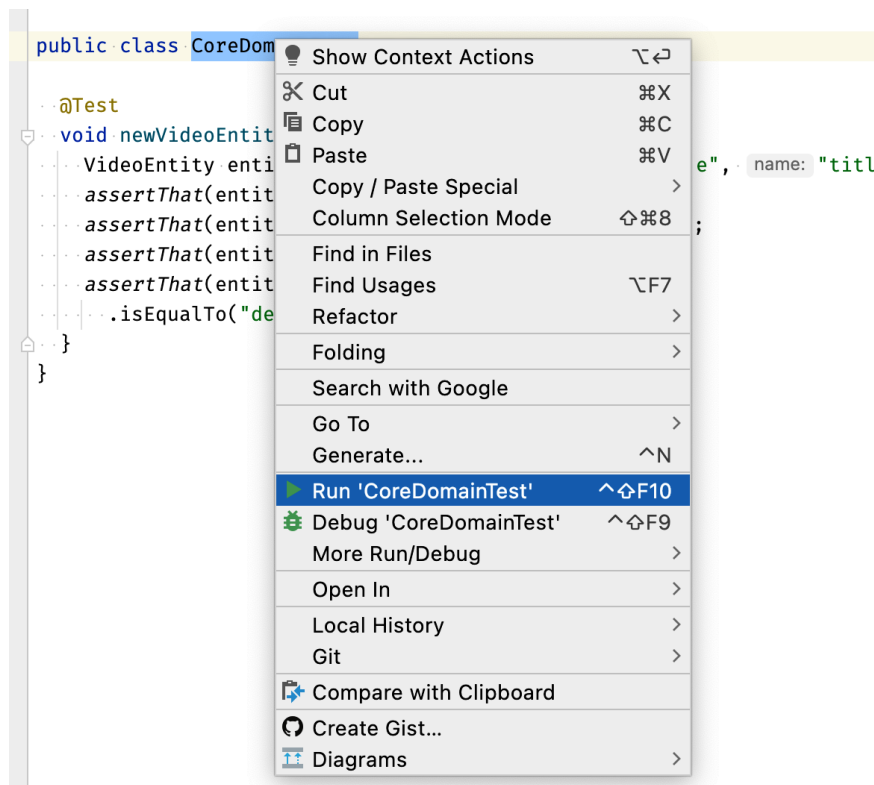 public class CoreDom
@Test
void newVideoEntit
VideoEntity enti e", name: "titl
assertThat(entit
assertThat(entit ;
assertThat(entit
assertThat(entit
.isEqualTo("de
}
}
Show Context Actions ⌥↩
Cut ⌘X
Copy ⌘C
Paste ⌘V
Copy / Paste Special
Column Selection Mode ⇧⌘8
Find in Files
Find Usages ⌥F7
Refactor
Folding
Search with Google
Go To
Generate... ^N
Run 'CoreDomainTest' ^⇧F10
Debug 'CoreDomainTest' ^⇧F9
More Run/Debug
Open In
Local History
Git
Compare with Clipboard
Create Gist...
Diagrams